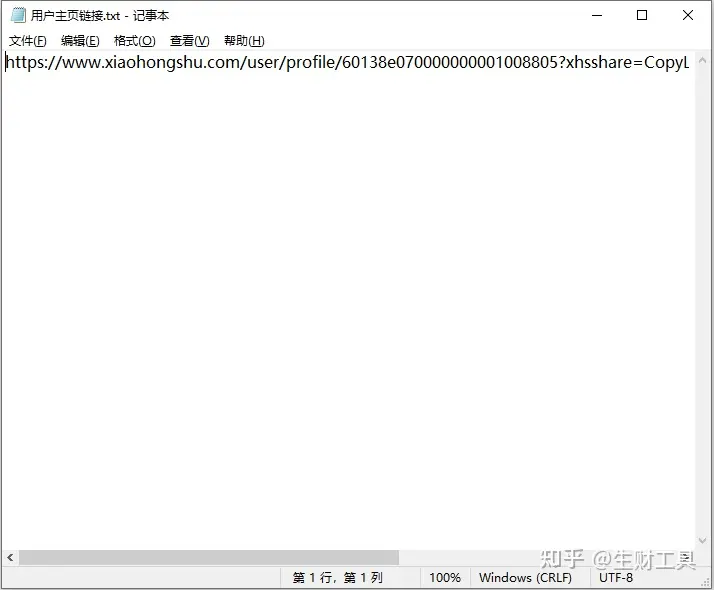 用户主页链接.txt - 记事本
文件(F) 编辑(E) 格式(O) 查看(V) 帮助(H)
https://www.xiaohongshu.com/user/profile/60138e070000000001008805?xhsshare=CopyL
知乎 @生财工具
第 1 行，第 1 列 100% Windows (CRLF) UTF-8